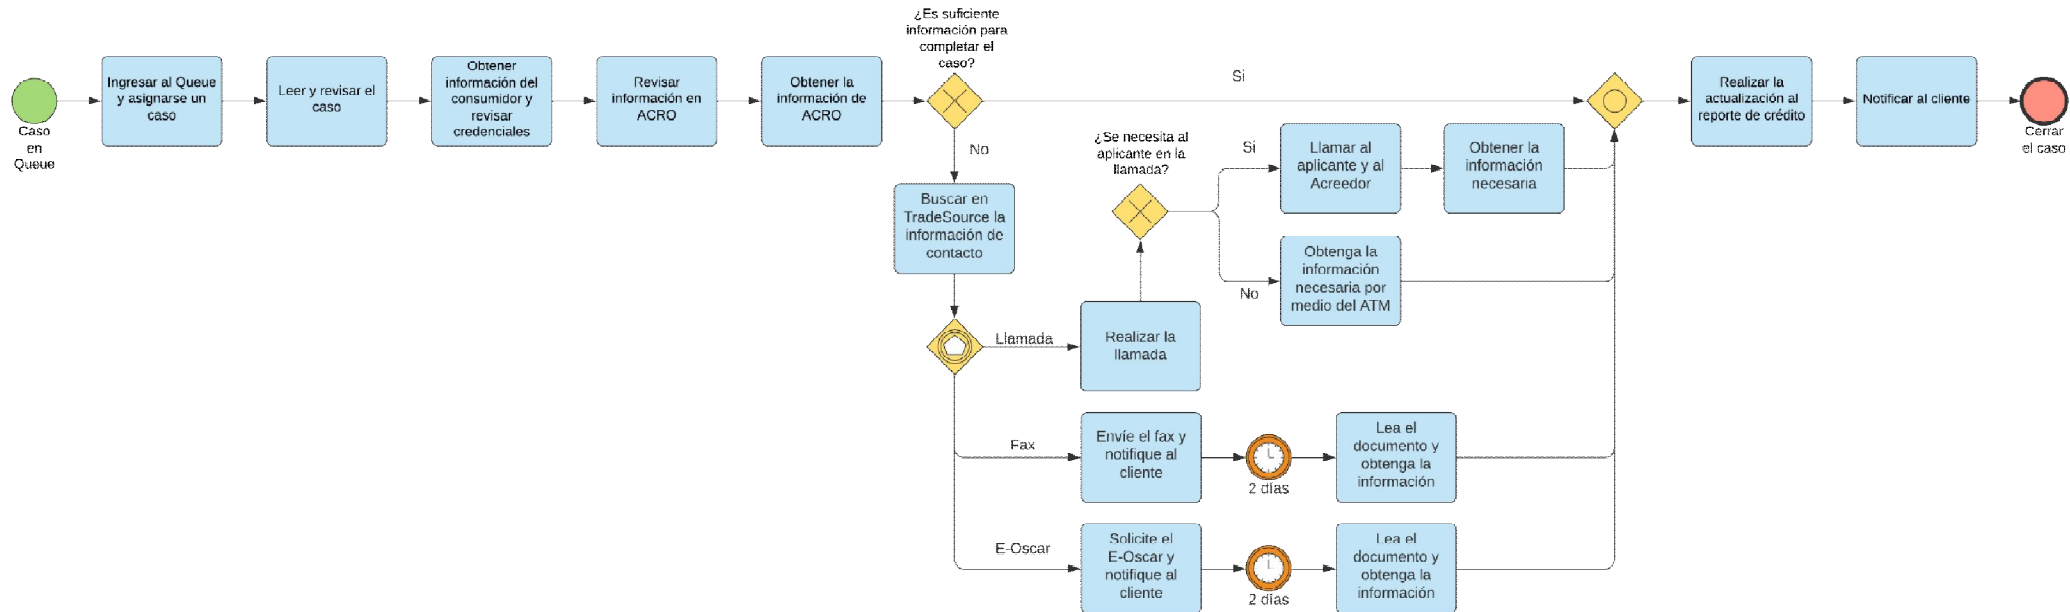 ¿Es suficiente
información para
completar el
caso?
Ingresar al Queue
y asignarse un
caso
Leer y revisar el
caso
Obtener
información del
consumidor y
revisar
credenciales
Revisar
información en
ACRO
Obtener la
información de
ACRO
Si
Realizar la
actualización al
reporte de crédito
Notificar al cliente
Caso
en
Queue
Cerrar
el caso
No
¿Se necesita al
aplicante en la
llamada?
Si
Llamar al
aplicante y al
Acreedor
Obtener la
información
necesaria
Buscar en
TradeSource la
información de
contacto
No
Obtenga la
información
necesaria por
medio del ATM
Llamada
Realizar la
llamada
Fax
Envíe el fax y
notifique al
cliente
2 días
Lea el
documento y
obtenga la
información
E-Oscar
Solicite el
E-Oscar y
notifique al
cliente
2 días
Lea el
documento y
obtenga la
información